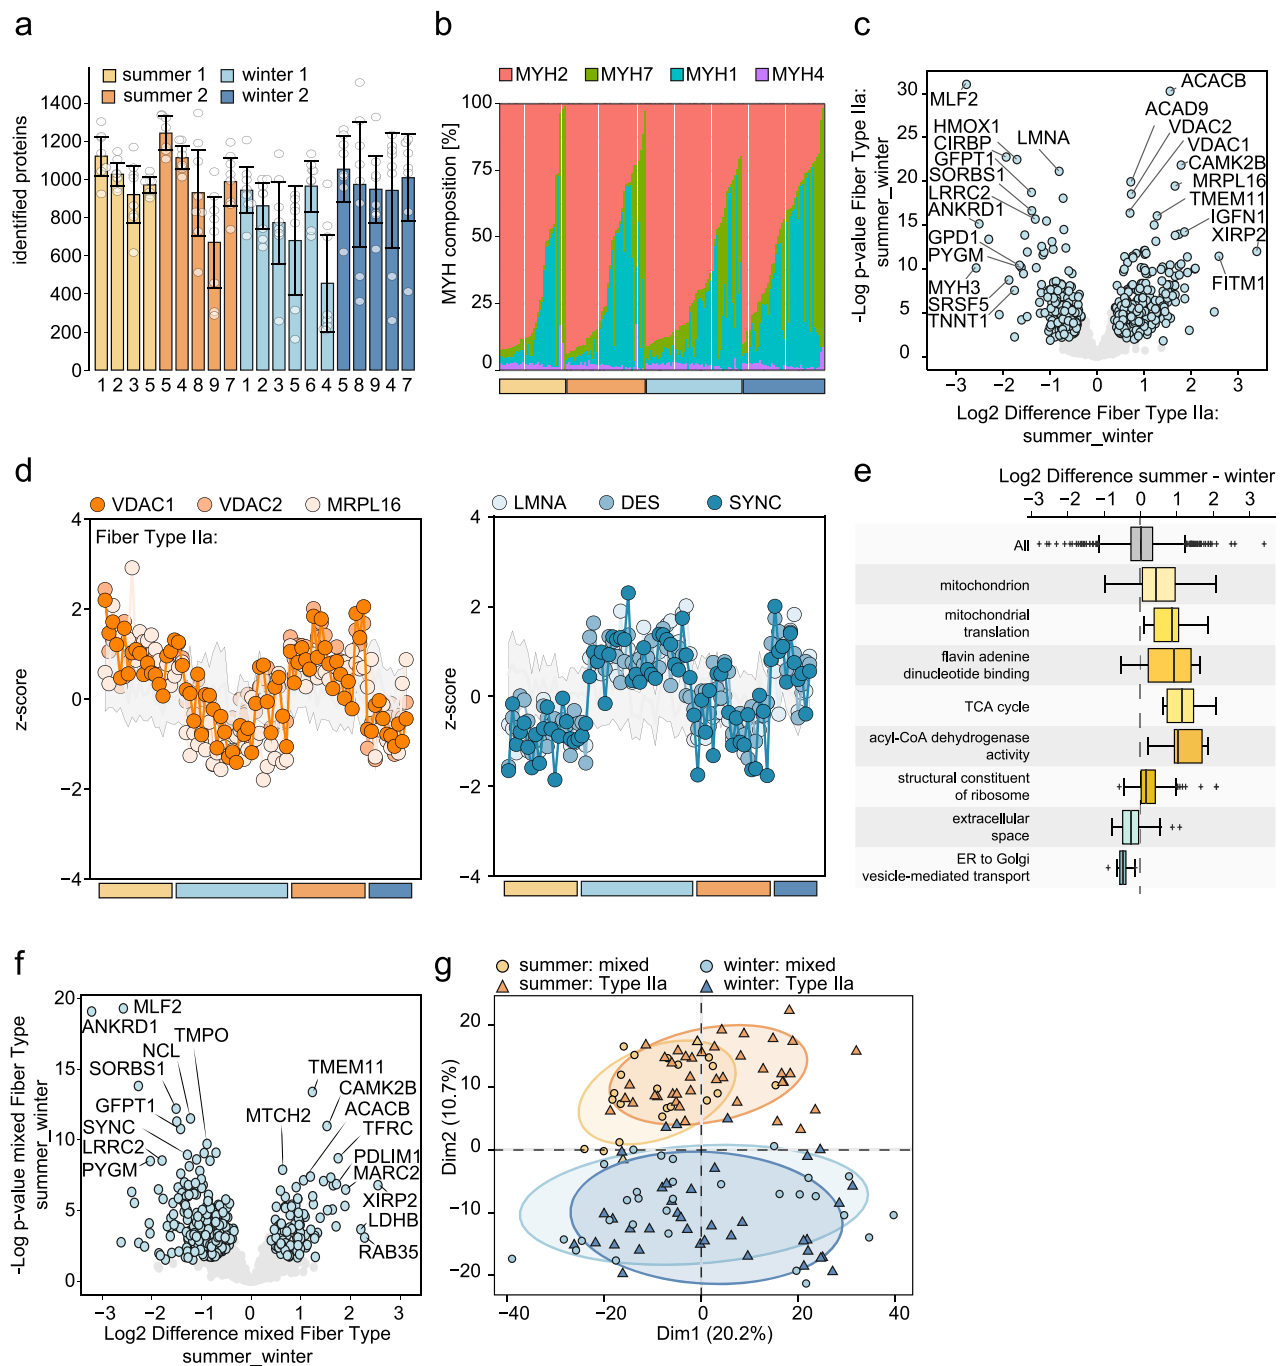 a
summer 1
winter 1
summer 2
winter 2
identified proteins
1400
1200
1000
800
600
400
200
0
1 2 3 5 5 4 8 9 7 1 2 3 5 6 4 5 8 9 4 7
b
MYH2 MYH7 MYH1 MYH4
MYH composition [%]
100
75
50
25
0
c
-Log p-value Fiber Type IIa:
summer_winter
30
25
20
15
10
5
0
MLF2
HMOX1
CIRBP
GFPT1
SORBS1
LRRC2
ANKRD1
GPD1
PYGM
MYH3
SRSF5
TNNT1
LMNA
ACACB
ACAD9
VDAC2
VDAC1
CAMK2B
MRPL16
TMEM11
IGFN1
XIRP2
FITM1
−3 −2 −1 0 1 2 3
Log2 Difference Fiber Type IIa:
summer_winter
d
VDAC1 VDAC2 MRPL16
Fiber Type IIa:
z-score
4
2
0
−2
−4
LMNA DES SYNC
z-score
4
2
0
−2
−4
e
Log2 Difference summer - winter
−3 −2 −1 0 1 2 3
All
mitochondrion
mitochondrial
translation
flavin adenine
dinucleotide binding
TCA cycle
acyl-CoA dehydrogenase
activity
structural constituent
of ribosome
extracellular
space
ER to Golgi
vesicle-mediated transport
f
-Log p-value mixed Fiber Type
summer_winter
20
15
10
5
0
MLF2
ANKRD1
TMPO
NCL
SORBS1
GFPT1
SYNC
LRRC2
PYGM
TMEM11
CAMK2B
MTCH2
ACACB
TFRC
PDLIM1
MARC2
XIRP2
LDHB
RAB35
−3 −2 −1 0 1 2 3
Log2 Difference mixed Fiber Type
summer_winter
g
summer: mixed
winter: mixed
summer: Type IIa
winter: Type IIa
Dim2 (10.7%)
20
10
0
−10
−20
−40 −20 0 20 40
Dim1 (20.2%)